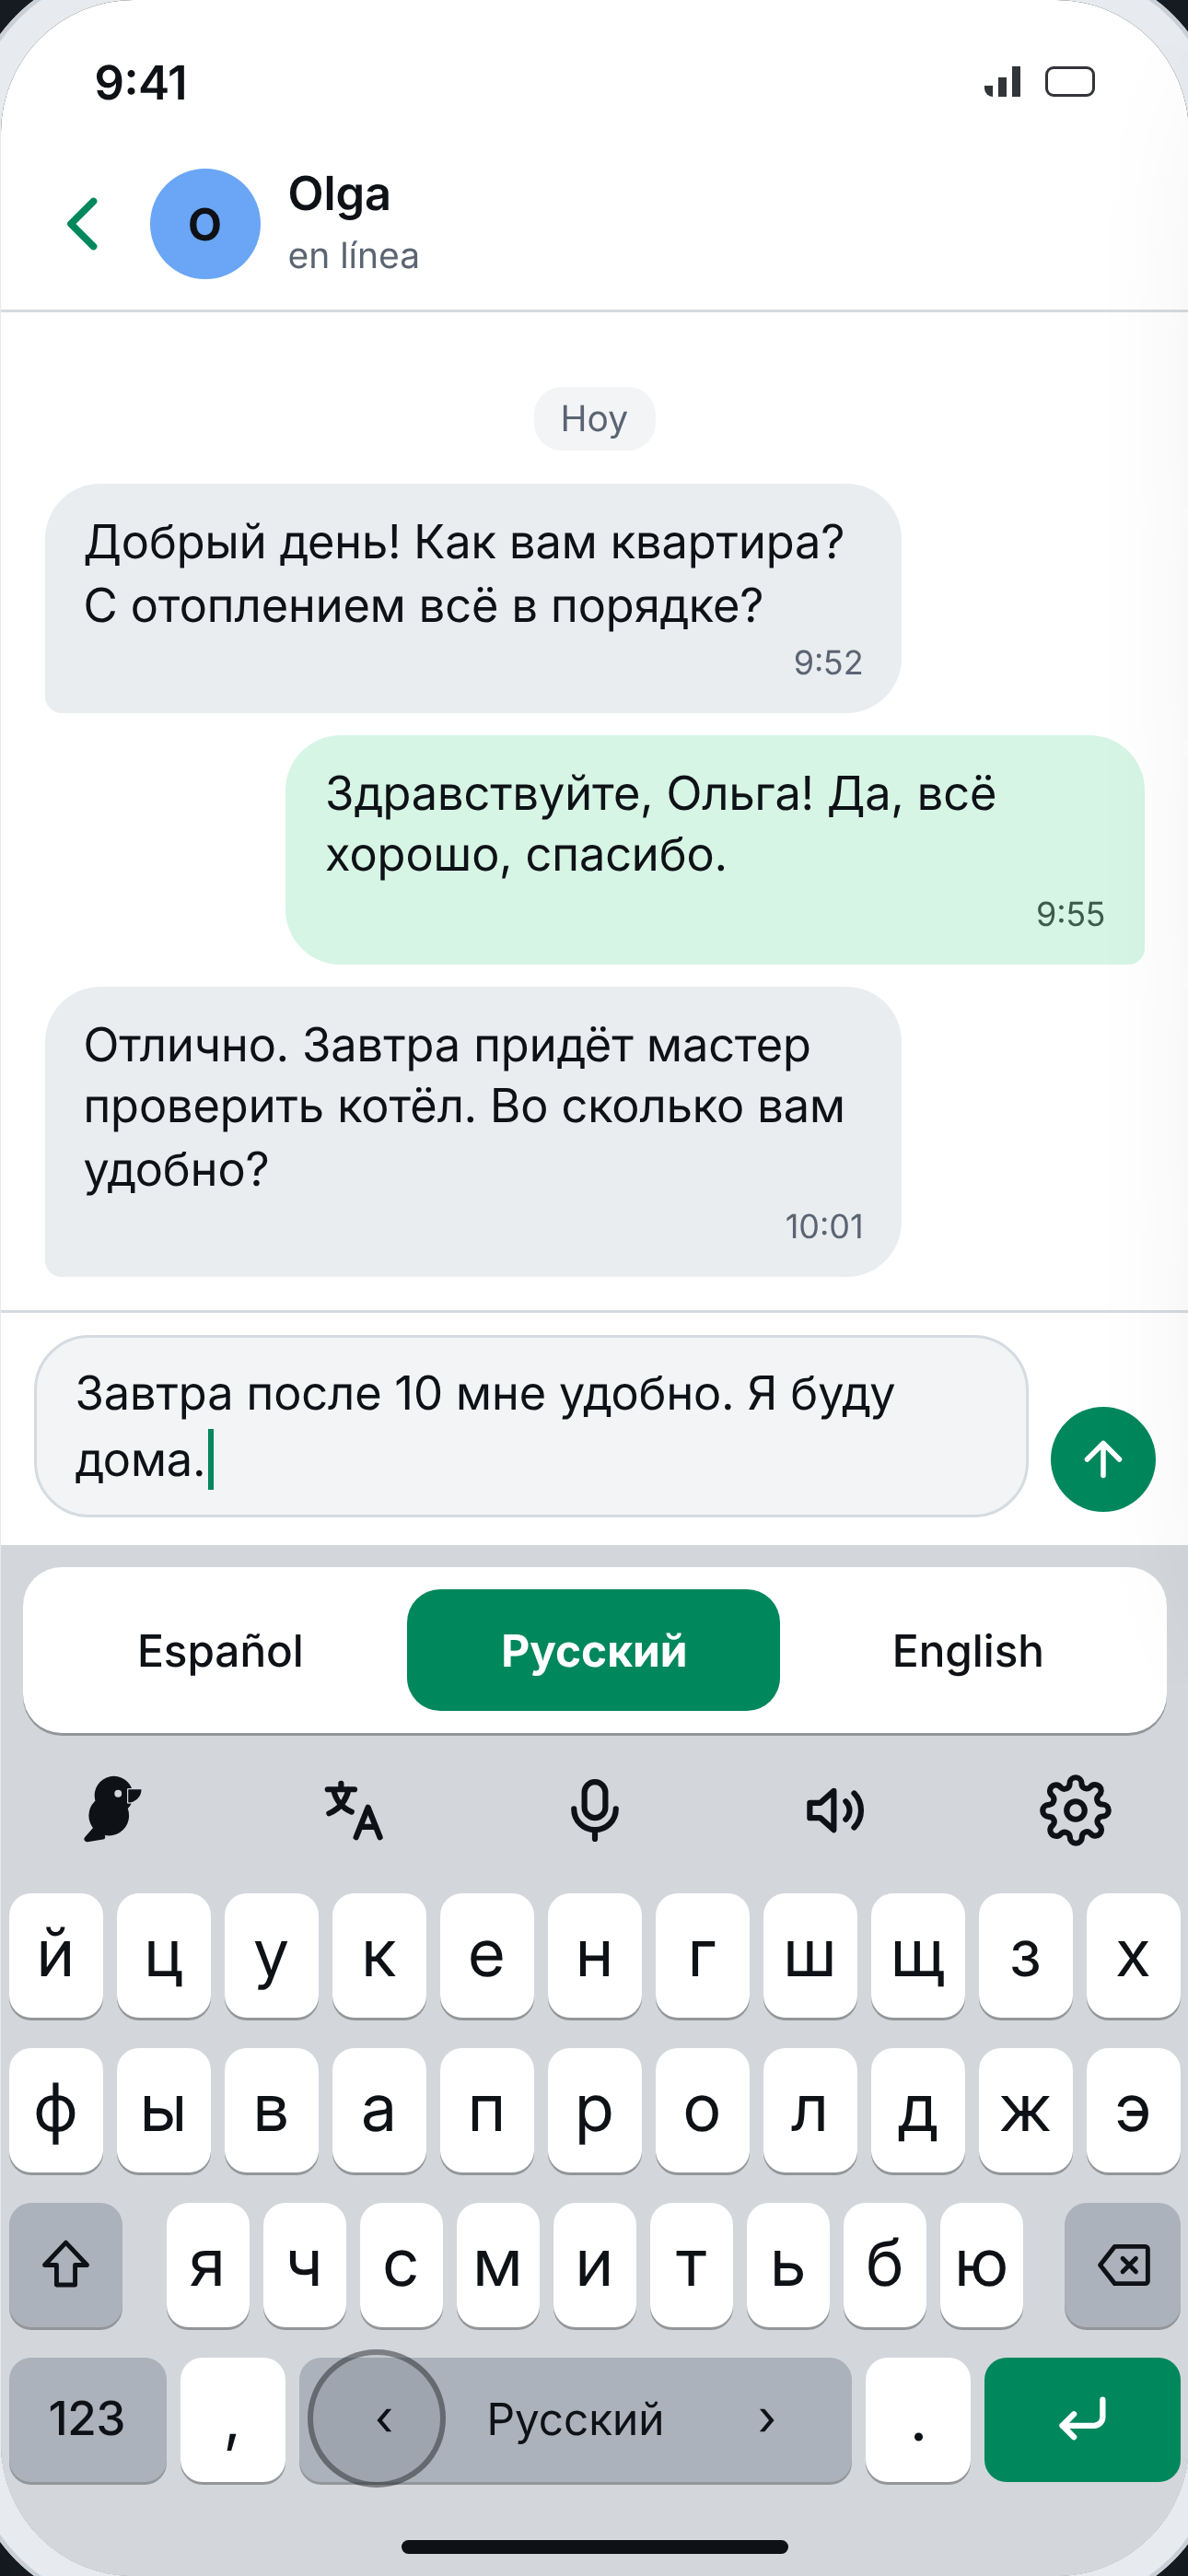 9:41
O
Olga
en línea
Hoy
Добрый день! Как вам квартира?
С отоплением всё в порядке?
9:52
Здравствуйте, Ольга! Да, всё
хорошо, спасибо.
9:55
Отлично. Завтра придёт мастер
проверить котёл. Во сколько вам
удобно?
10:01
Завтра после 10 мне удобно. Я буду
дома.
Español Русский English
й ц у к е н г ш щ з х
ф ы в а п р о л д ж э
я ч с м и т ь б ю
123 , ‹ Русский › .